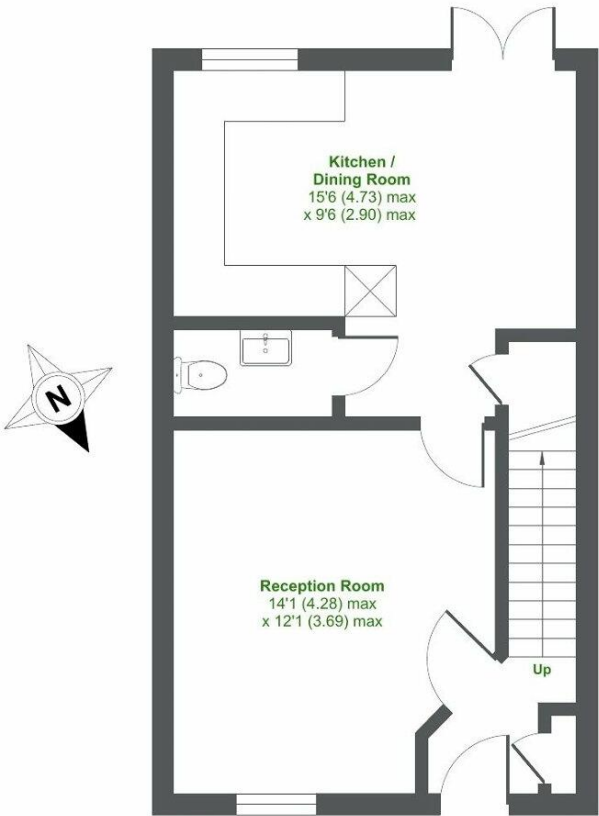 Kitchen /
Dining Room
15'6 (4.73) max
x 9'6 (2.90) max
N
Reception Room
14'1 (4.28) max
x 12'1 (3.69) max
Up